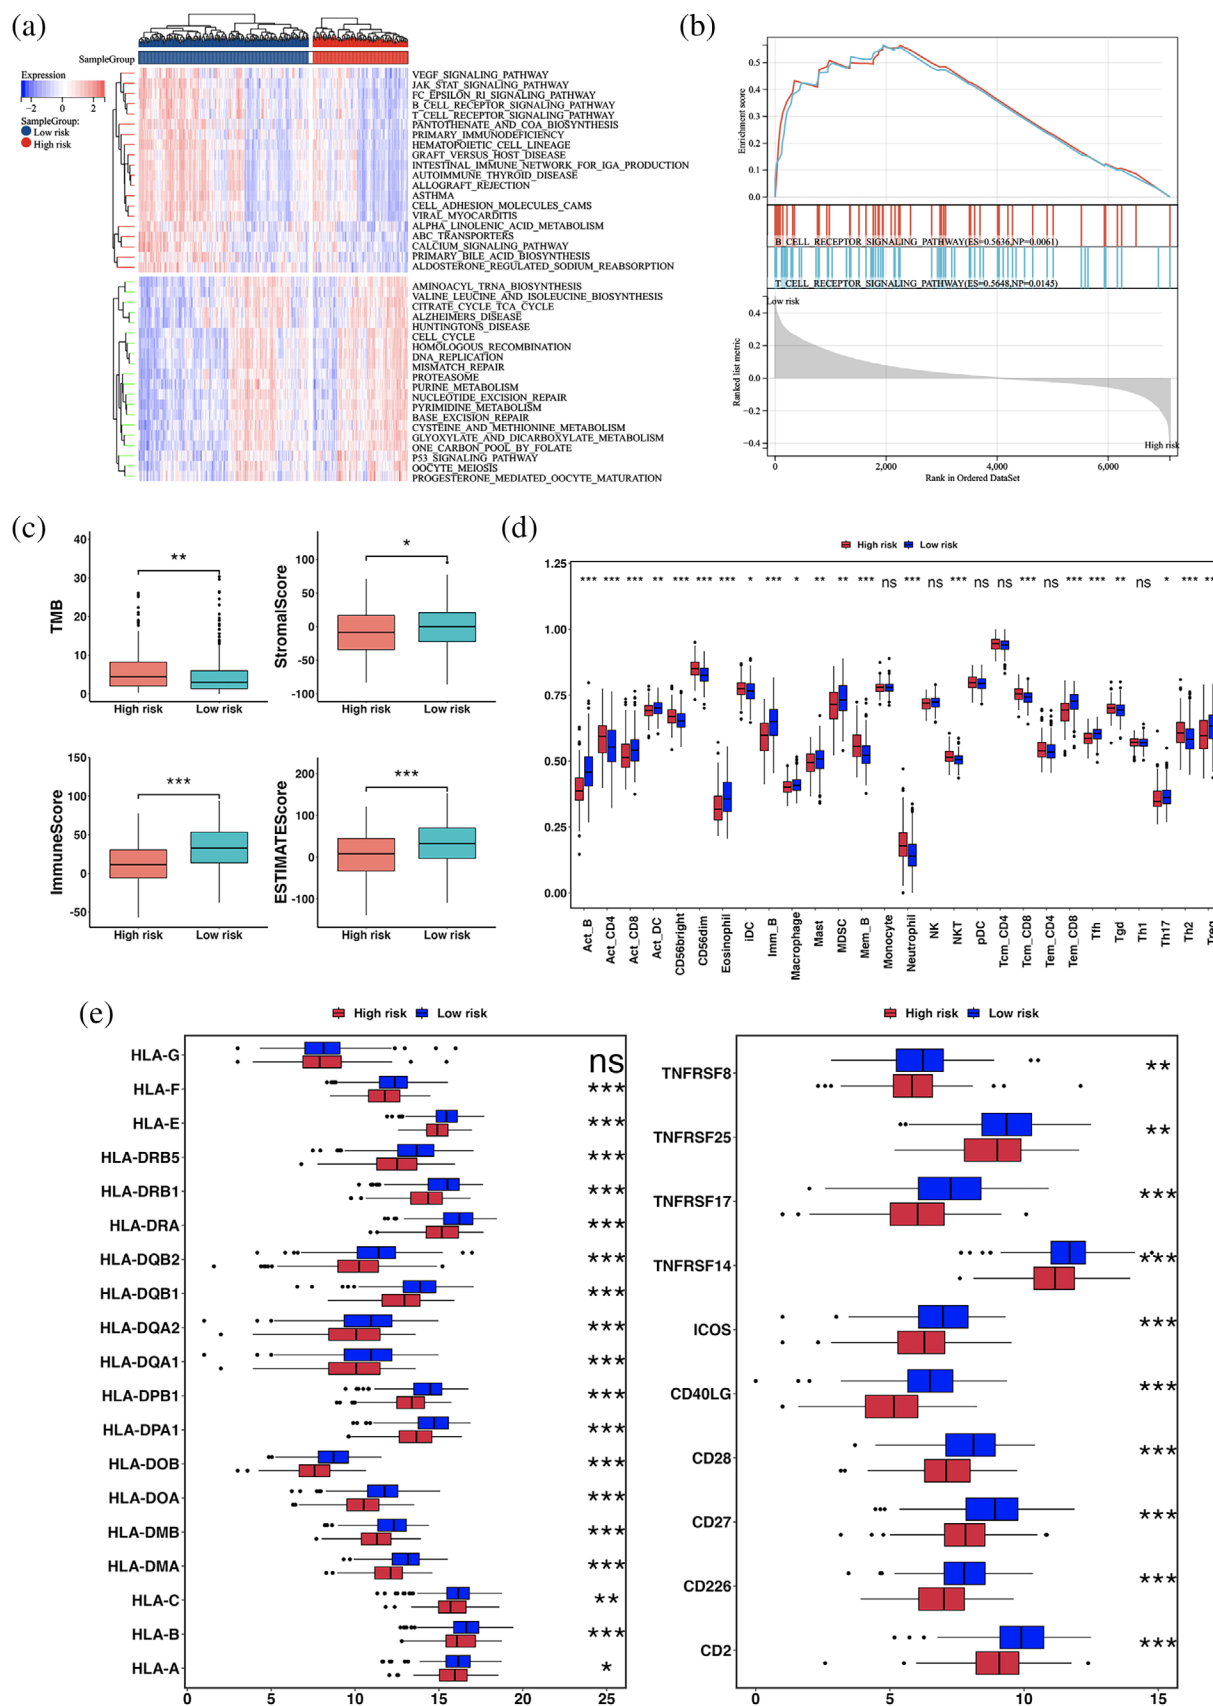 (a)
SampleGroup
Expression
−2 0 2
SampleGroup:
Low risk
High risk
VEGF_SIGNALING_PATHWAY
JAK_STAT_SIGNALING_PATHWAY
FC_EPSILON_RI_SIGNALING_PATHWAY
B_CELL_RECEPTOR_SIGNALING_PATHWAY
T_CELL_RECEPTOR_SIGNALING_PATHWAY
PANTOTHENATE_AND_COA_BIOSYNTHESIS
PRIMARY_IMMUNODEFICIENCY
HEMATOPOIETIC_CELL_LINEAGE
GRAFT_VERSUS_HOST_DISEASE
INTESTINAL_IMMUNE_NETWORK_FOR_IGA_PRODUCTION
AUTOIMMUNE_THYROID_DISEASE
ALLOGRAFT_REJECTION
ASTHMA
CELL_ADHESION_MOLECULES_CAMS
VIRAL_MYOCARDITIS
ALPHA_LINOLENIC_ACID_METABOLISM
ABC_TRANSPORTERS
CALCIUM_SIGNALING_PATHWAY
PRIMARY_BILE_ACID_BIOSYNTHESIS
ALDOSTERONE_REGULATED_SODIUM_REABSORPTION
AMINOACYL_TRNA_BIOSYNTHESIS
VALINE_LEUCINE_AND_ISOLEUCINE_BIOSYNTHESIS
CITRATE_CYCLE_TCA_CYCLE
ALZHEIMERS_DISEASE
HUNTINGTONS_DISEASE
CELL_CYCLE
HOMOLOGOUS_RECOMBINATION
DNA_REPLICATION
MISMATCH_REPAIR
PROTEASOME
PURINE_METABOLISM
NUCLEOTIDE_EXCISION_REPAIR
PYRIMIDINE_METABOLISM
BASE_EXCISION_REPAIR
CYSTEINE_AND_METHIONINE_METABOLISM
GLYOXYLATE_AND_DICARBOXYLATE_METABOLISM
ONE_CARBON_POOL_BY_FOLATE
P53_SIGNALING_PATHWAY
OOCYTE_MEIOSIS
PROGESTERONE_MEDIATED_OOCYTE_MATURATION
(b)
Enrichment score
0.5
0.4
0.3
0.2
0.1
0.0
B_CELL_RECEPTOR_SIGNALING_PATHWAY(ES=0.5636,NP=0.0061)
T_CELL_RECEPTOR_SIGNALING_PATHWAY(ES=0.5648,NP=0.0145)
Low risk
Ranked list metric
0.4
0.2
0.0
−0.2
−0.4
High risk
0 2,000 4,000 6,000
Rank in Ordered DataSet
(c)
TMB
40
30
20
10
0
**
High risk Low risk
StromalScore
100
50
0
-50
-100
*
High risk Low risk
ImmuneScore
150
100
50
0
-50
***
High risk Low risk
ESTIMATEScore
200
100
0
-100
***
High risk Low risk
(d)
High risk Low risk
1.25
1.00
0.75
0.50
0.25
0.00
*** *** *** ** *** *** *** * *** * ** ** *** ns *** ns *** ns ns *** ns *** *** ** ns * *** **
Act_B
Act_CD4
Act_CD8
Act_DC
CD56bright
CD56dim
Eosinophil
iDC
Imm_B
Macrophage
Mast
MDSC
Mem_B
Monocyte
Neutrophil
NK
NKT
pDC
Tcm_CD4
Tcm_CD8
Tem_CD4
Tem_CD8
Tfh
Tgd
Th1
Th17
Th2
Treg
(e)
High risk Low risk
HLA-G ns
HLA-F ***
HLA-E ***
HLA-DRB5 ***
HLA-DRB1 ***
HLA-DRA ***
HLA-DQB2 ***
HLA-DQB1 ***
HLA-DQA2 ***
HLA-DQA1 ***
HLA-DPB1 ***
HLA-DPA1 ***
HLA-DOB ***
HLA-DOA ***
HLA-DMB ***
HLA-DMA ***
HLA-C **
HLA-B ***
HLA-A *
0 5 10 15 20 25
High risk Low risk
TNFRSF8 **
TNFRSF25 **
TNFRSF17 ***
TNFRSF14 ***
ICOS ***
CD40LG ***
CD28 ***
CD27 ***
CD226 ***
CD2 ***
0 5 10 15